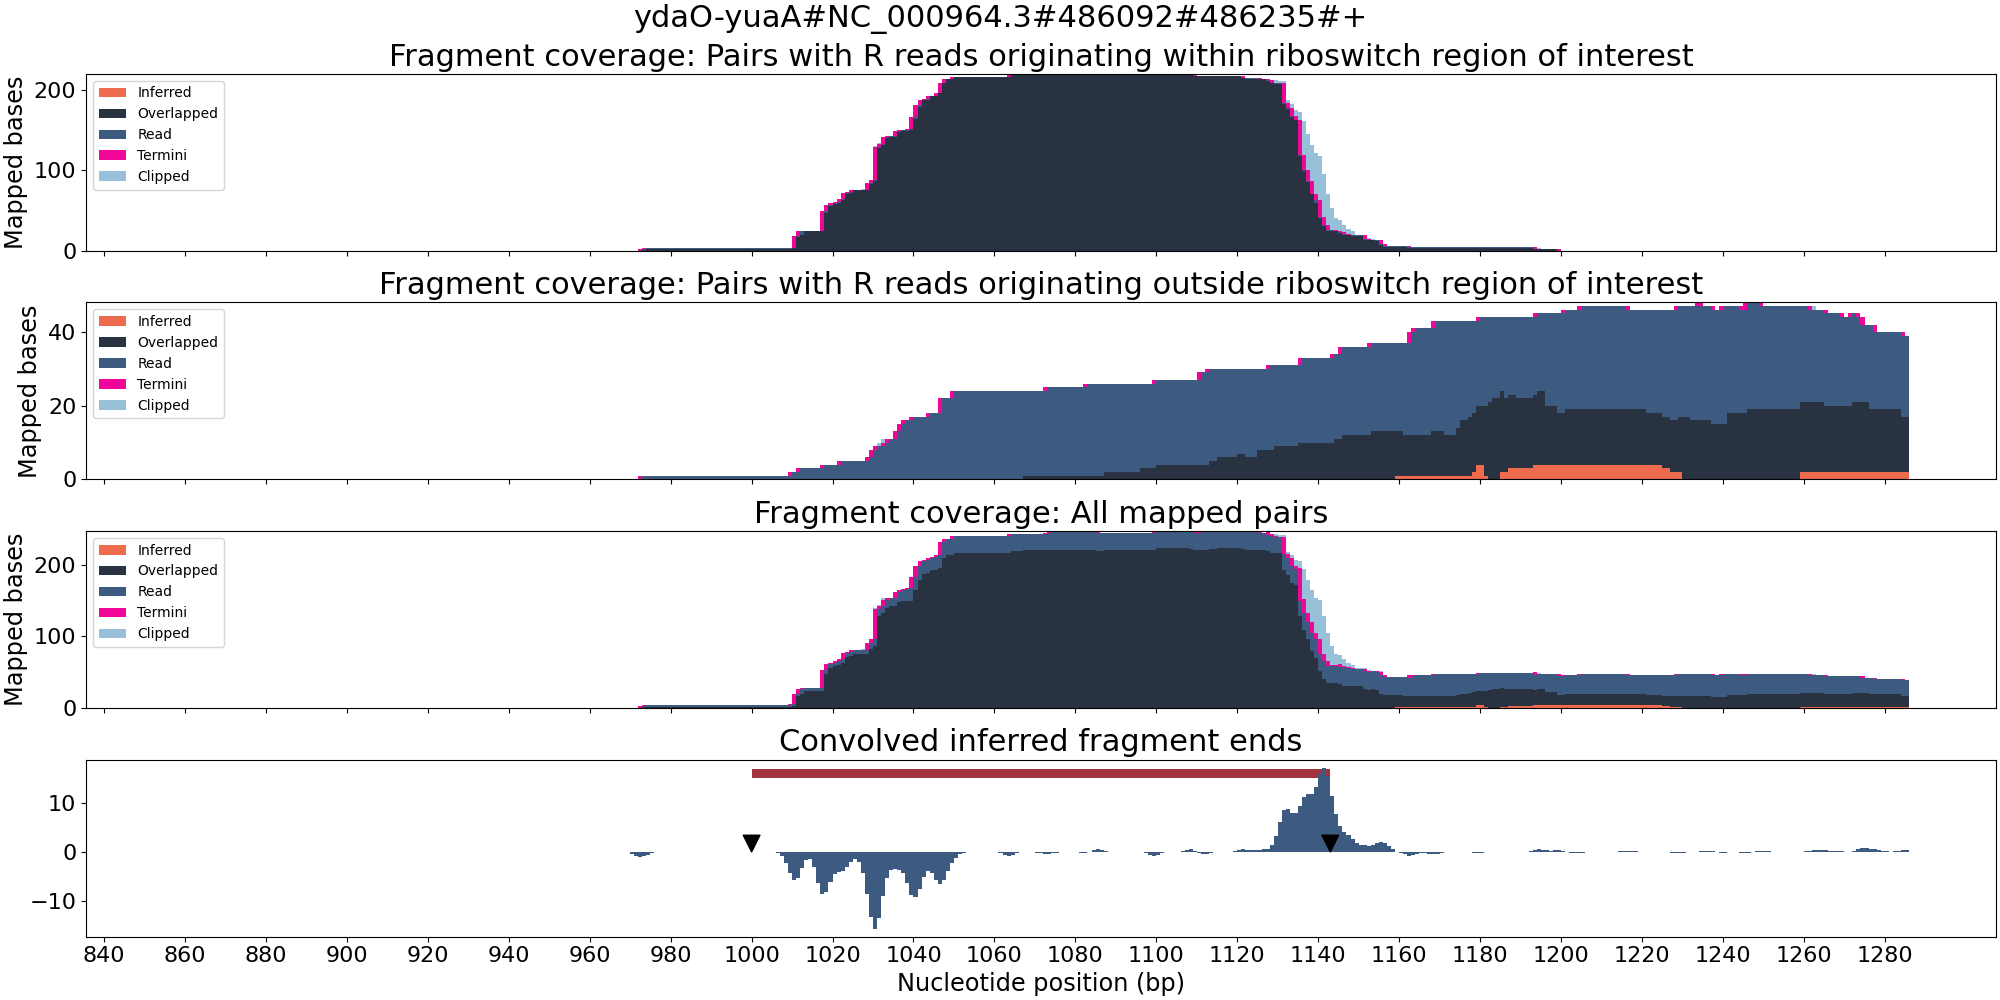 ydaO-yuaA#NC_000964.3#486092#486235#+
Fragment coverage: Pairs with R reads originating within riboswitch region of interest
Mapped bases
200
100
0
Inferred
Overlapped
Read
Termini
Clipped
Fragment coverage: Pairs with R reads originating outside riboswitch region of interest
Mapped bases
40
20
0
Inferred
Overlapped
Read
Termini
Clipped
Fragment coverage: All mapped pairs
Mapped bases
200
100
0
Inferred
Overlapped
Read
Termini
Clipped
Convolved inferred fragment ends
10
0
−10
840 860 880 900 920 940 960 980 1000 1020 1040 1060 1080 1100 1120 1140 1160 1180 1200 1220 1240 1260 1280
Nucleotide position (bp)